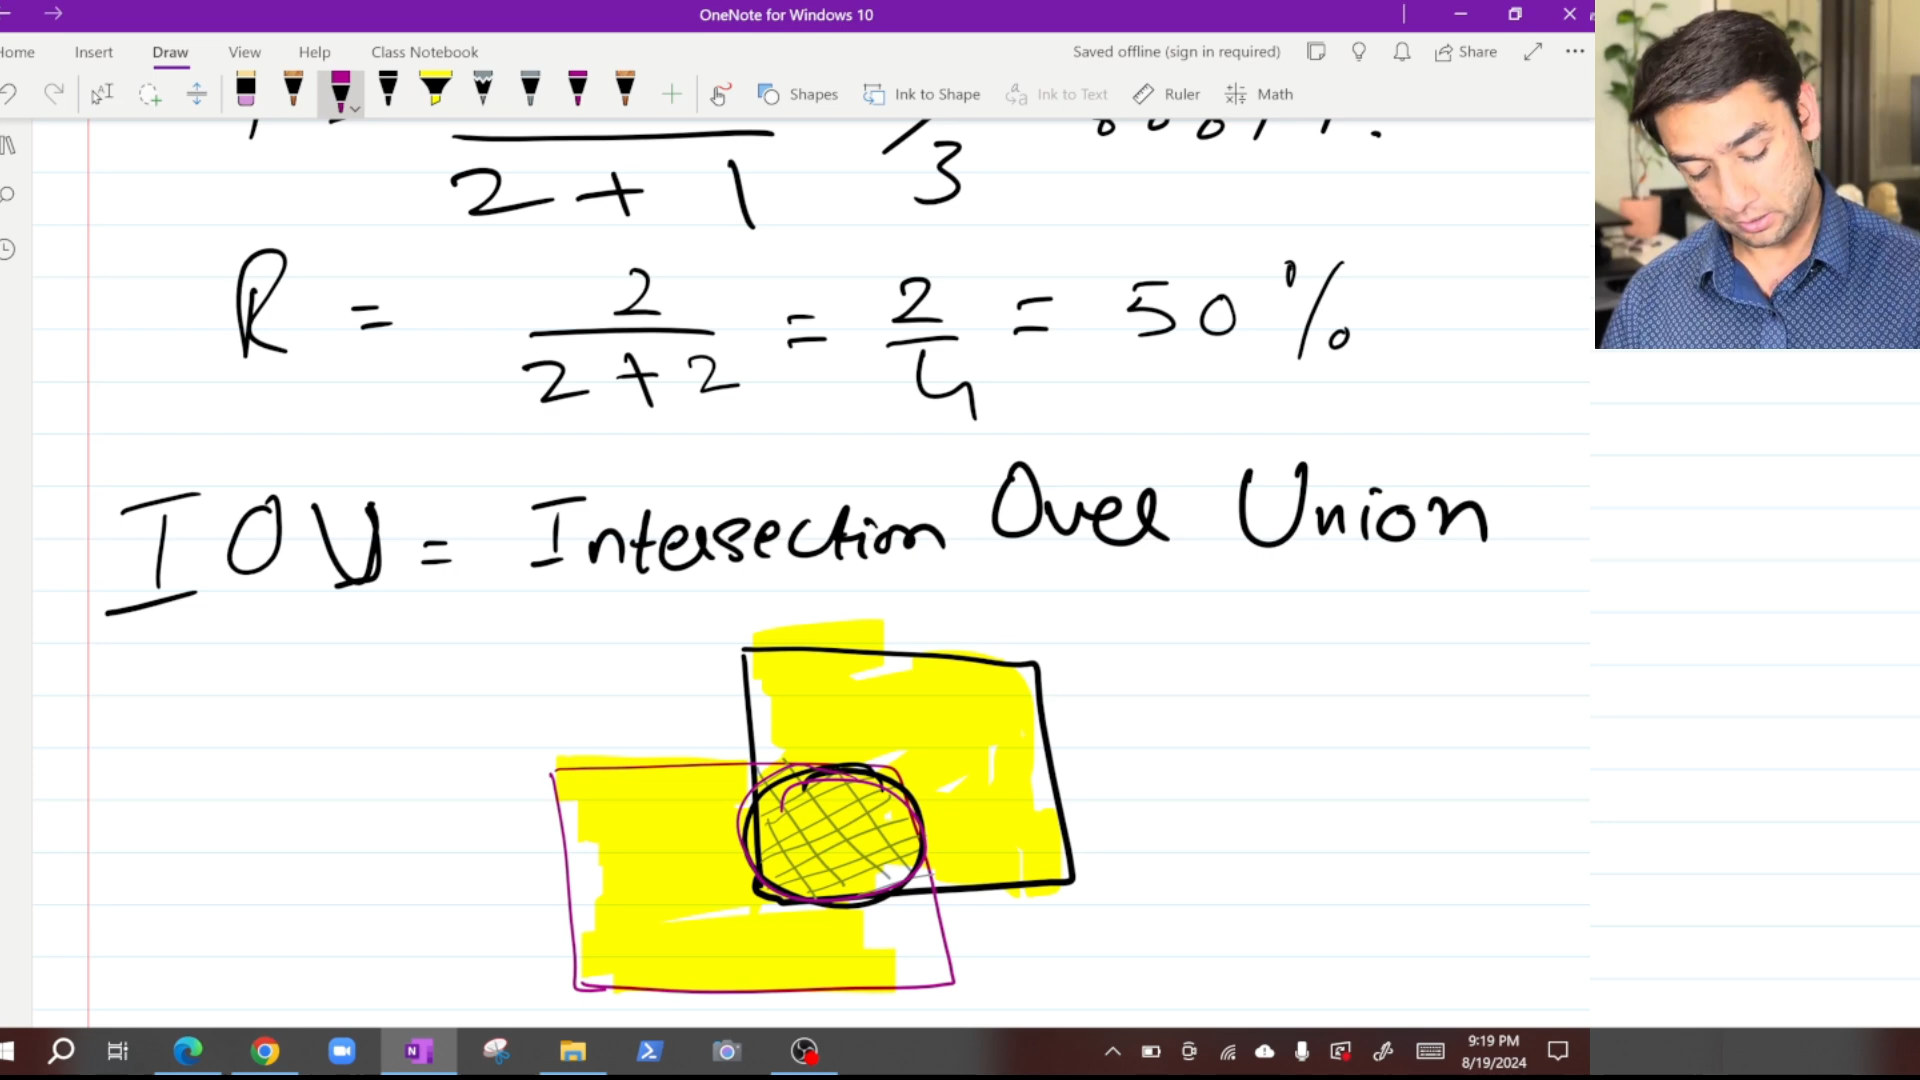 OneNote for Windows 10
Home Insert Draw View Help Class Notebook Saved offline (sign in required) Share
Shapes Ink to Shape Ink to Text Ruler Math
2 + 1 3
R = 2 / 2 + 2 = 2 / 4 = 50 %
IOU = Intersection Over Union
9:19 PM
8/19/2024